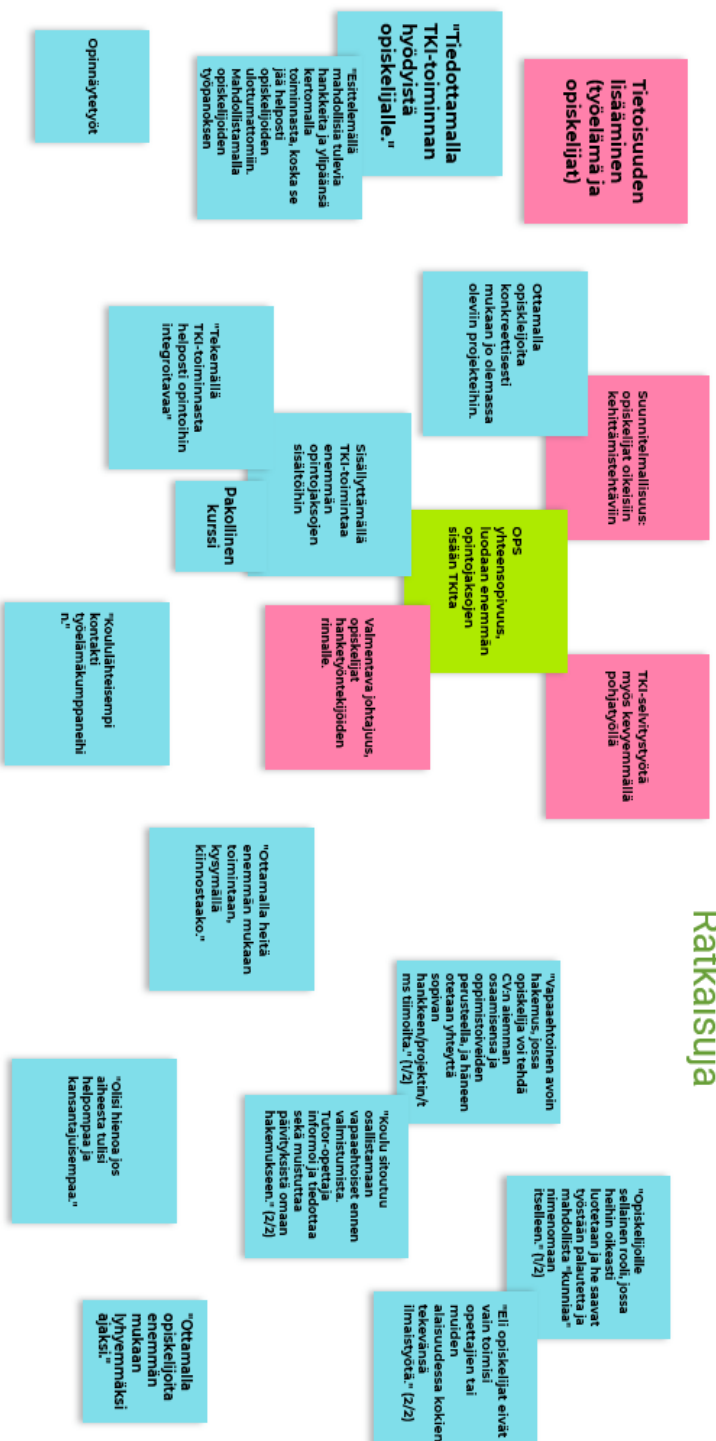 Ratkaisuja
Tietoisuuden
lisääminen
(työelämä ja
opiskelijat)
"Tiedottamalla
TKI-toiminnan
hyödyistä
opiskelijalle."
"Esittelemällä
mahdollisia tulevia
hankkeita ja ylipäänsä
kertomalla
toiminnasta, koska se
jää helposti
opiskelijoiden
ulottumattomiin.
Mahdollistamalla
opiskelijoiden
työpanoksen
Opinnäytetyöt
Suunnitelmallisuus:
opiskelijat oikeisiin
kehittämistehtäviin
Ottamalla
opiskleijoita
konkreettisesti
mukaan jo olemassa
oleviin projekteihin.
"Tekemällä
TKI-toiminnasta
helposti opintoihin
integroitavaa"
Sisällyttämällä
TKI-toimintaa
enemmän
opintojaksojen
sisältöihin
Pakollinen
kurssi
OPS
yhteensopivuus,
luodaan enemmän
opintojaksojen
sisään TKIta
TKI-selvitystyötä
myös kevyemmällä
pohjatyöllä
Valmentava johtajuus,
opiskelijat
hanketyöntekijöiden
rinnalle.
"Koululähteisempi
kontakti
työelämäkumppaneihi
n."
"Ottamalla heitä
enemmän mukaan
toimintaan,
kysymällä
kiinnostaako."
"Vapaaehtoinen avoin
hakemus, jossa
opiskelija voi tehdä
CV:n aiemman
osaamisensa ja
oppimistoiveiden
perusteella, ja häneen
otetaan yhteyttä
sopivan
hankkeen/projektin/t
ms tiimoilta." (1/2)
"Koulu sitoutuu
osallistamaan
vapaaehtoiset ennen
valmistumista.
Tutor-opettaja
informoi ja tiedottaa
sekä muistuttaa
päivityksistä omaan
hakemukseen." (2/2)
"Olisi hienoa jos
aiheesta tulisi
helpompaa ja
kansantajuisempaa."
"Opiskelijoille
sellainen rooli, jossa
heihin oikeasti
luotetaan ja he saavat
työstään palautetta ja
mahdollista "kunniaa"
nimenomaan
itselleen." (1/2)
"Eli opiskelijat eivät
vain toimisi
opettajien tai
muiden
alaisuudessa kokien
tekevänsä
ilmaistyötä." (2/2)
"Ottamalla
opiskelijoita
enemmän
mukaan
lyhyemmäksi
ajaksi."